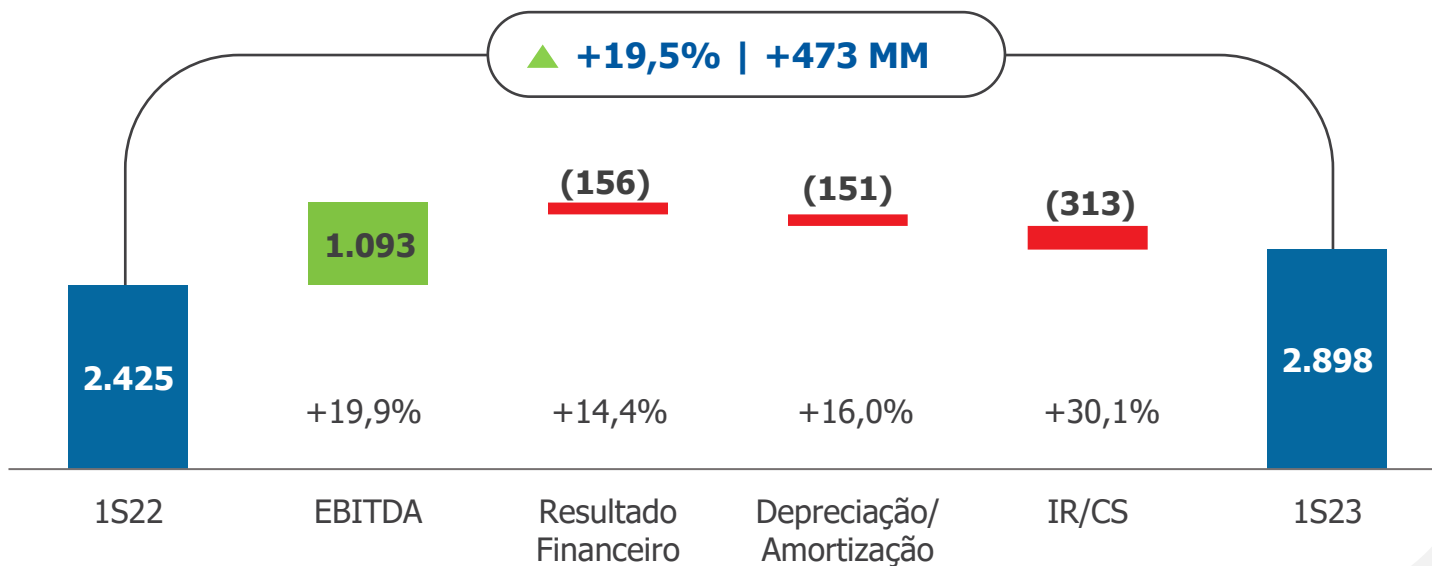 +19,5% | +473 MM
(156)
(151)
(313)
1.093
2.425
2.898
+19,9%
+14,4%
+16,0%
+30,1%
1S22
EBITDA
Resultado
Financeiro
Depreciação/
Amortização
IR/CS
1S23